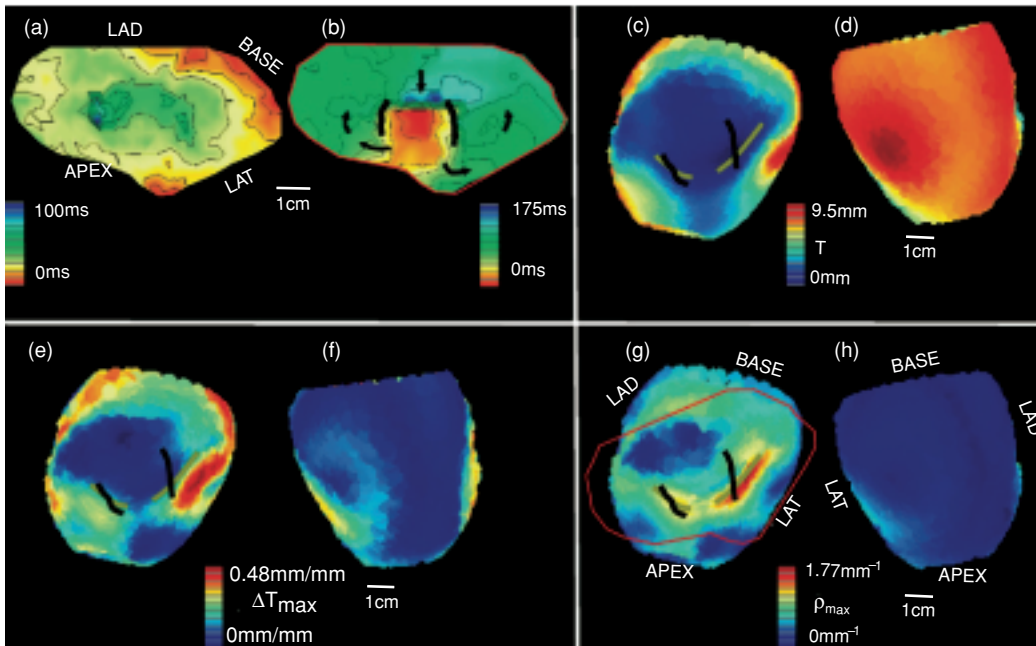 (a)
LAD
BASE
APEX
LAT
1cm
100ms
0ms
(b)
175ms
0ms
(c)
(d)
9.5mm
T
0mm
1cm
(e)
(f)
0.48mm/mm
ΔTmax
0mm/mm
1cm
(g)
LAD
BASE
LAT
APEX
(h)
BASE
LAD
LAT
APEX
1.77mm⁻¹
ρmax
0mm⁻¹
1cm